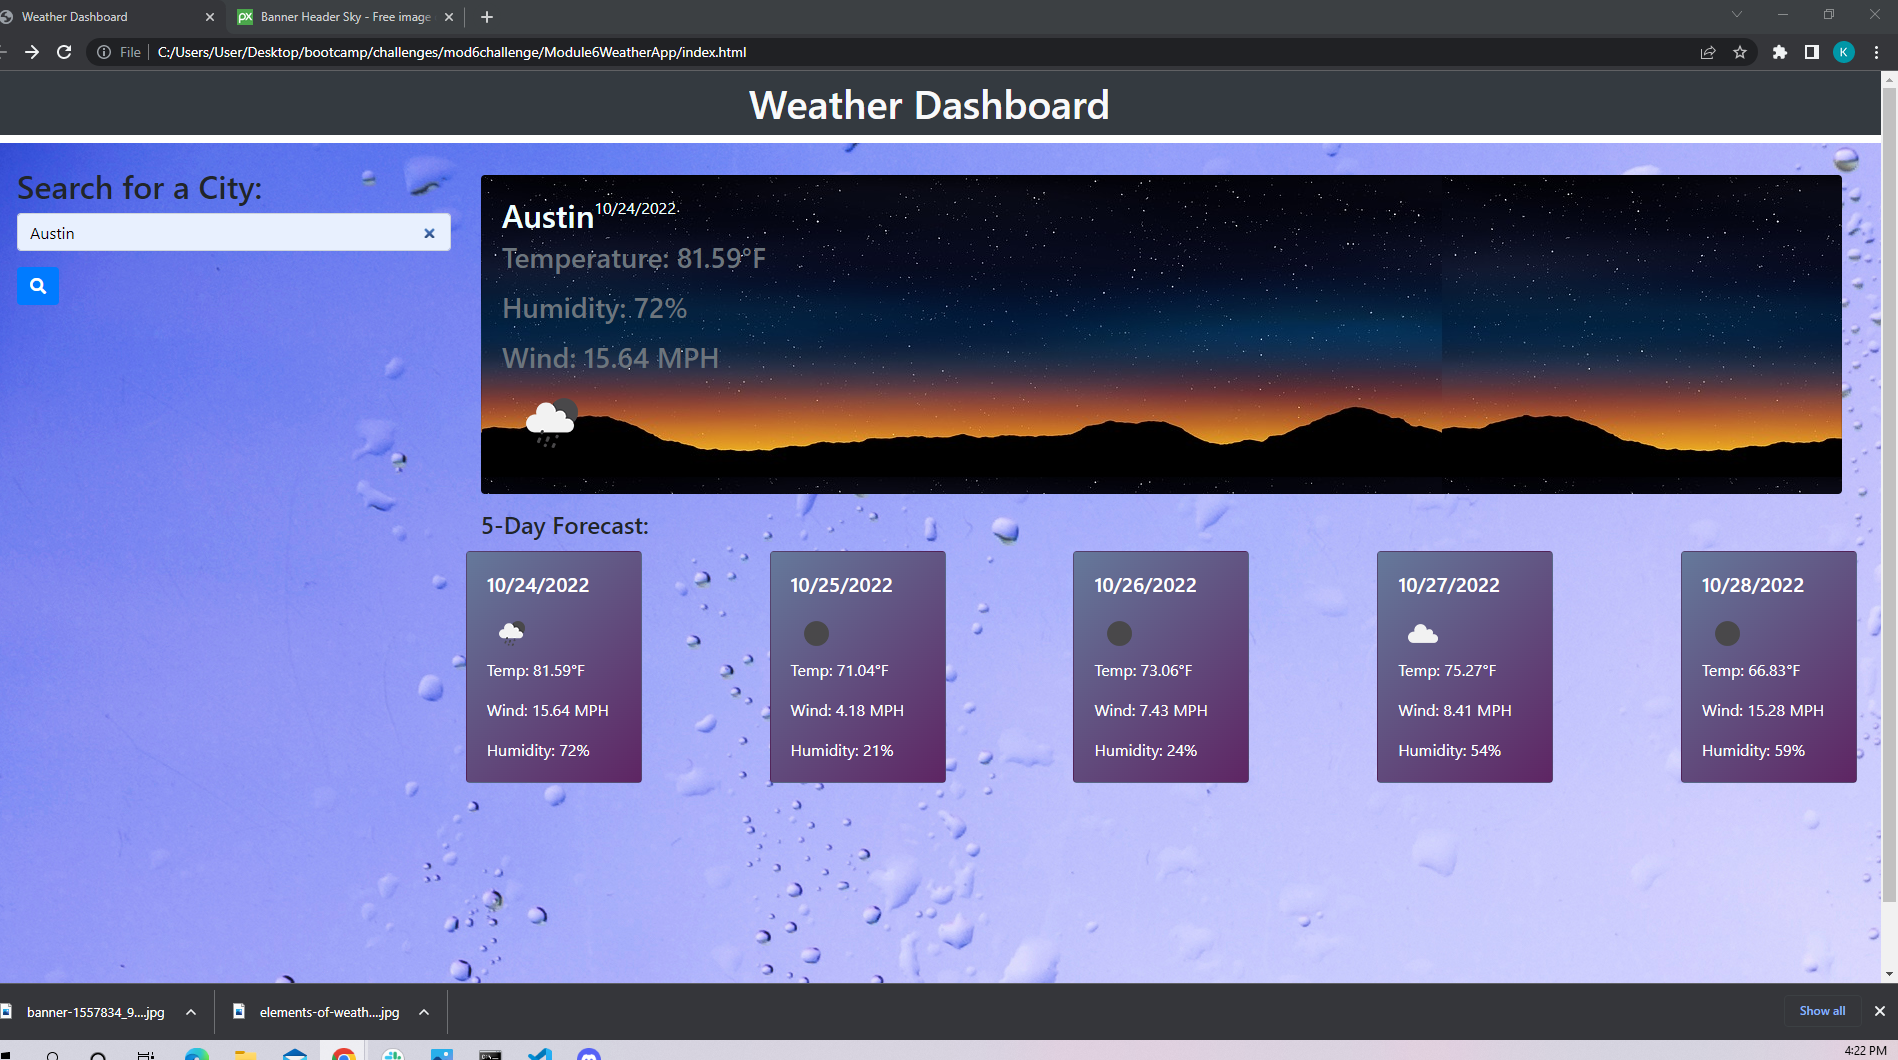 Weather Dashboard
Banner Header Sky - Free image
File
C:/Users/User/Desktop/bootcamp/challenges/mod6challenge/Module6WeatherApp/index.html
K
Weather Dashboard
Search for a City:
Austin
Austin 10/24/2022
Temperature: 81.59°F
Humidity: 72%
Wind: 15.64 MPH
5-Day Forecast:
10/24/2022
Temp: 81.59°F
Wind: 15.64 MPH
Humidity: 72%
10/25/2022
Temp: 71.04°F
Wind: 4.18 MPH
Humidity: 21%
10/26/2022
Temp: 73.06°F
Wind: 7.43 MPH
Humidity: 24%
10/27/2022
Temp: 75.27°F
Wind: 8.41 MPH
Humidity: 54%
10/28/2022
Temp: 66.83°F
Wind: 15.28 MPH
Humidity: 59%
banner-1557834_9....jpg
elements-of-weath....jpg
Show all
4:22 PM